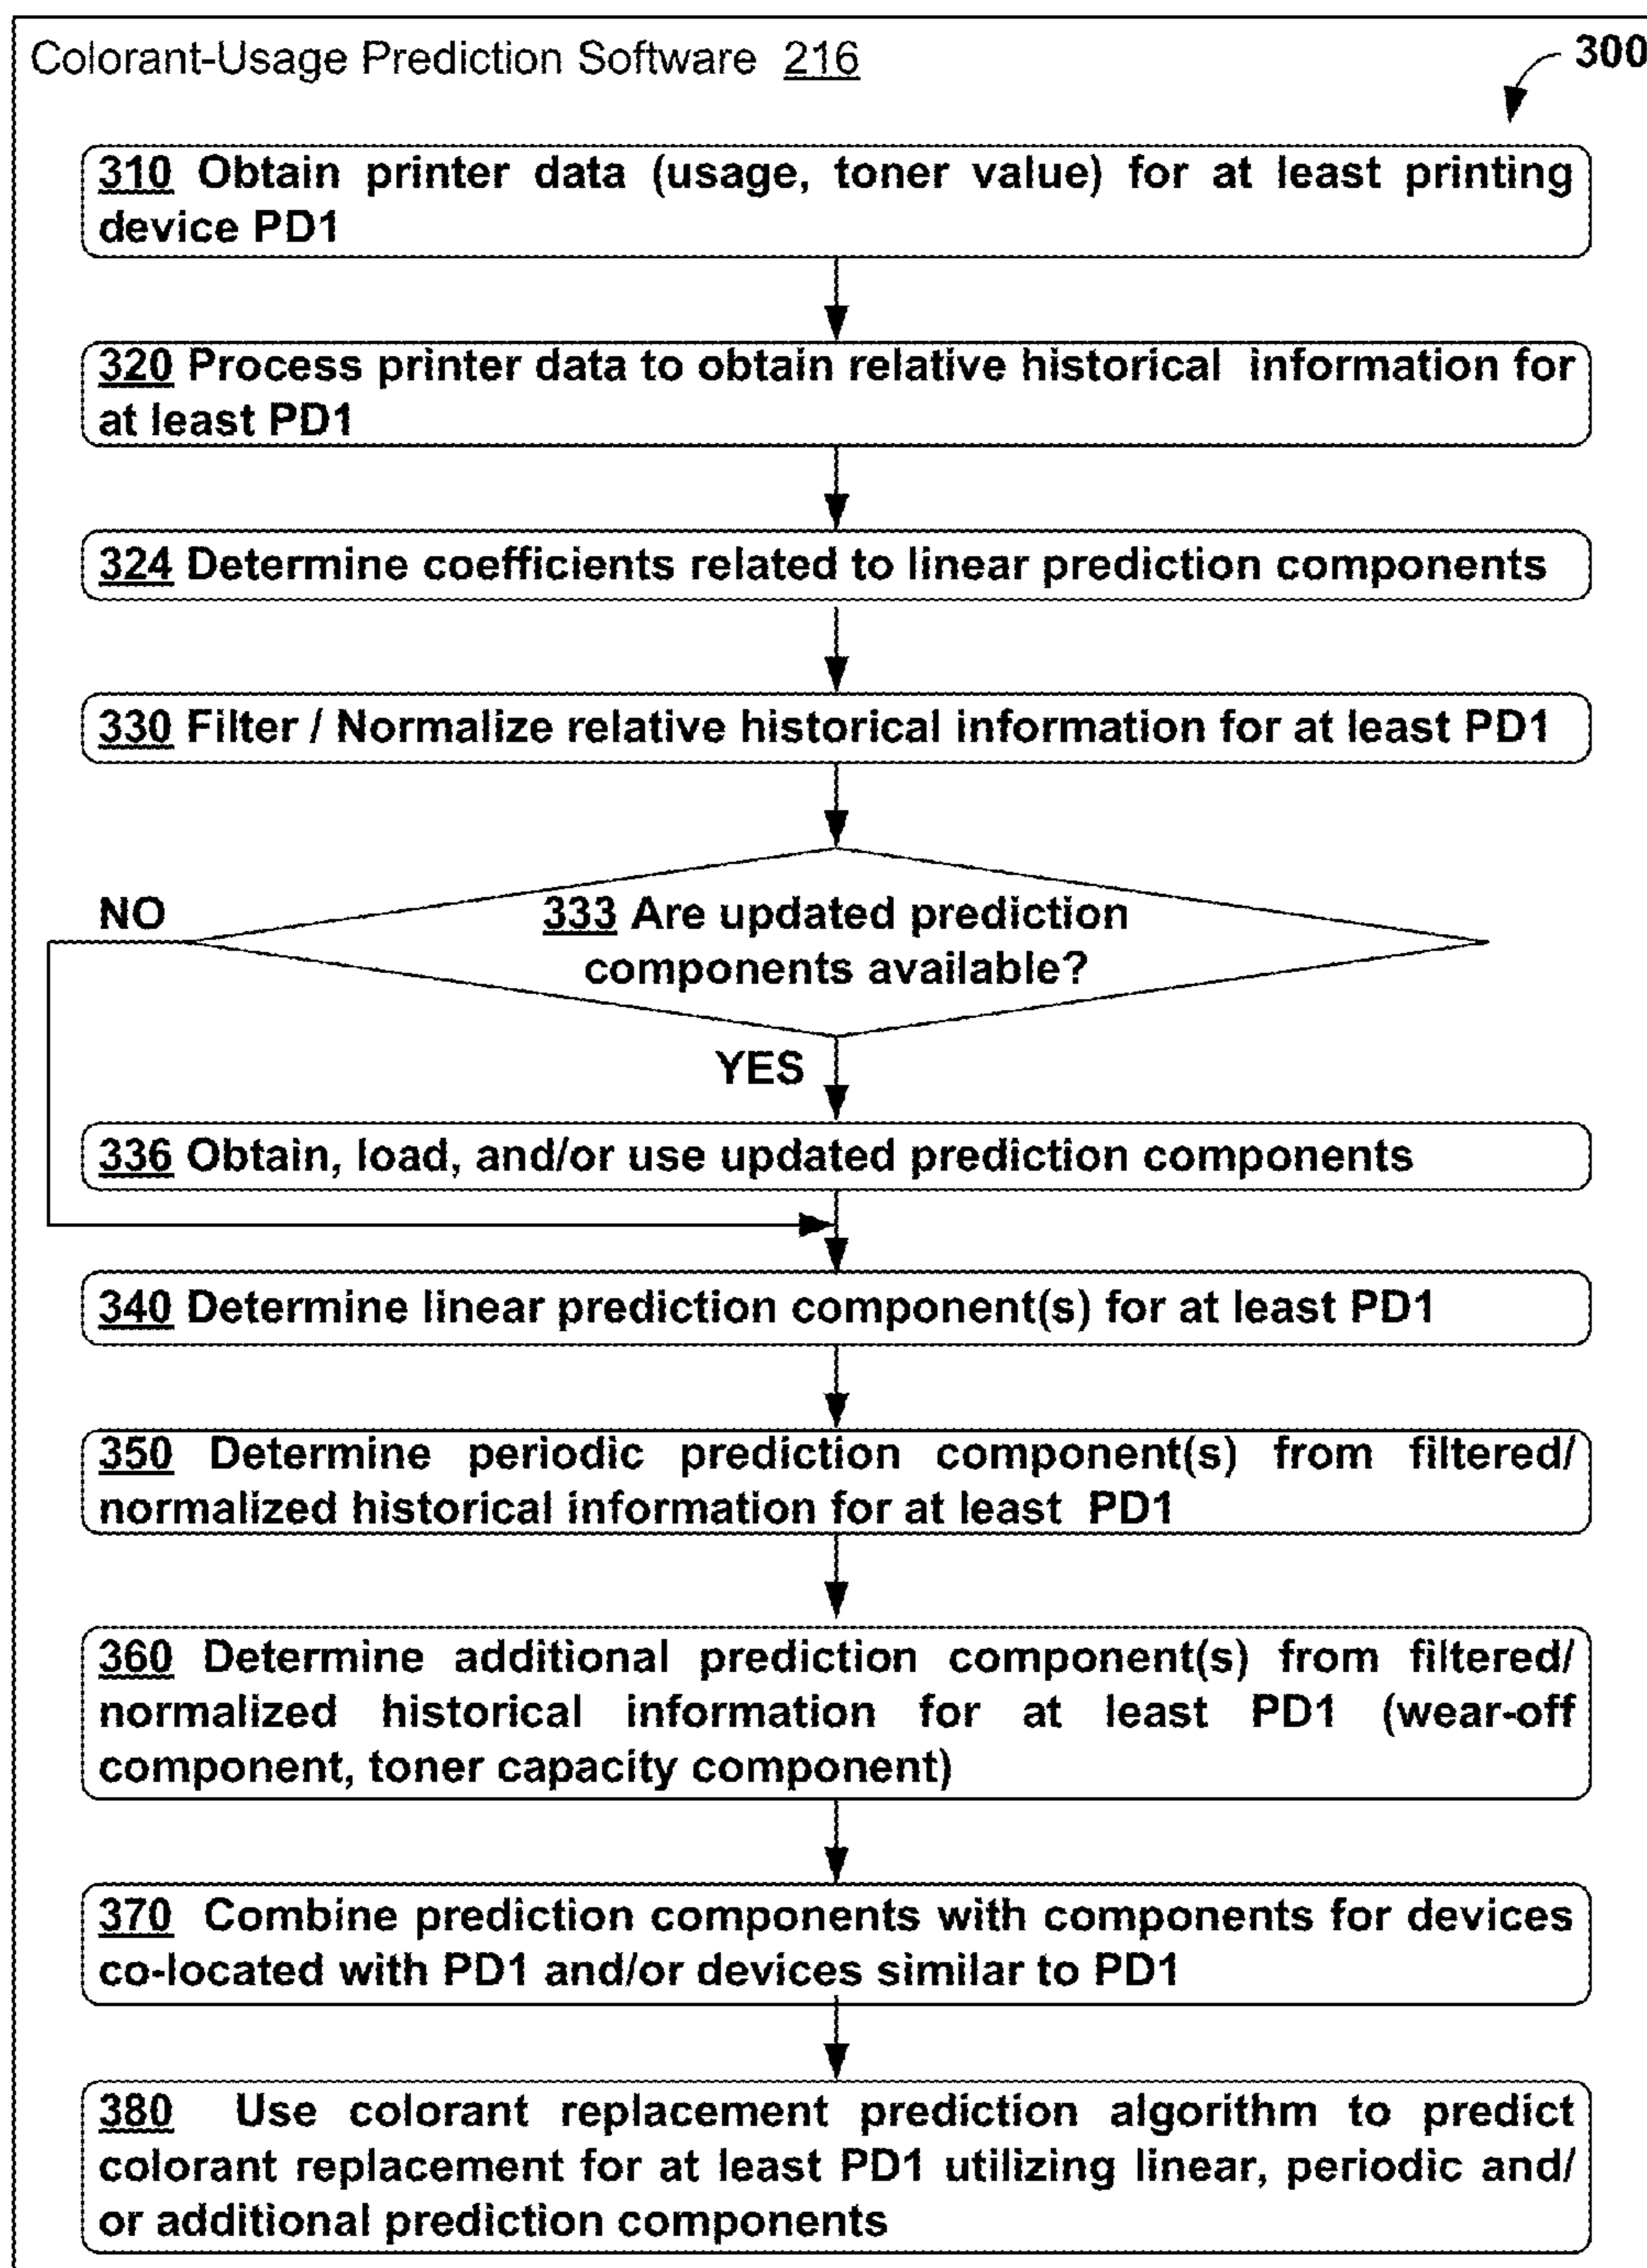 Colorant-Usage Prediction Software 216
300
310 Obtain printer data (usage, toner value) for at least printing
device PD1
320 Process printer data to obtain relative historical information for
at least PD1
324 Determine coefficients related to linear prediction components
330 Filter / Normalize relative historical information for at least PD1
NO
333 Are updated prediction
components available?
YES
336 Obtain, load, and/or use updated prediction components
340 Determine linear prediction component(s) for at least PD1
350 Determine periodic prediction component(s) from filtered/
normalized historical information for at least PD1
360 Determine additional prediction component(s) from filtered/
normalized historical information for at least PD1 (wear-off
component, toner capacity component)
370 Combine prediction components with components for devices
co-located with PD1 and/or devices similar to PD1
380 Use colorant replacement prediction algorithm to predict
colorant replacement for at least PD1 utilizing linear, periodic and/
or additional prediction components